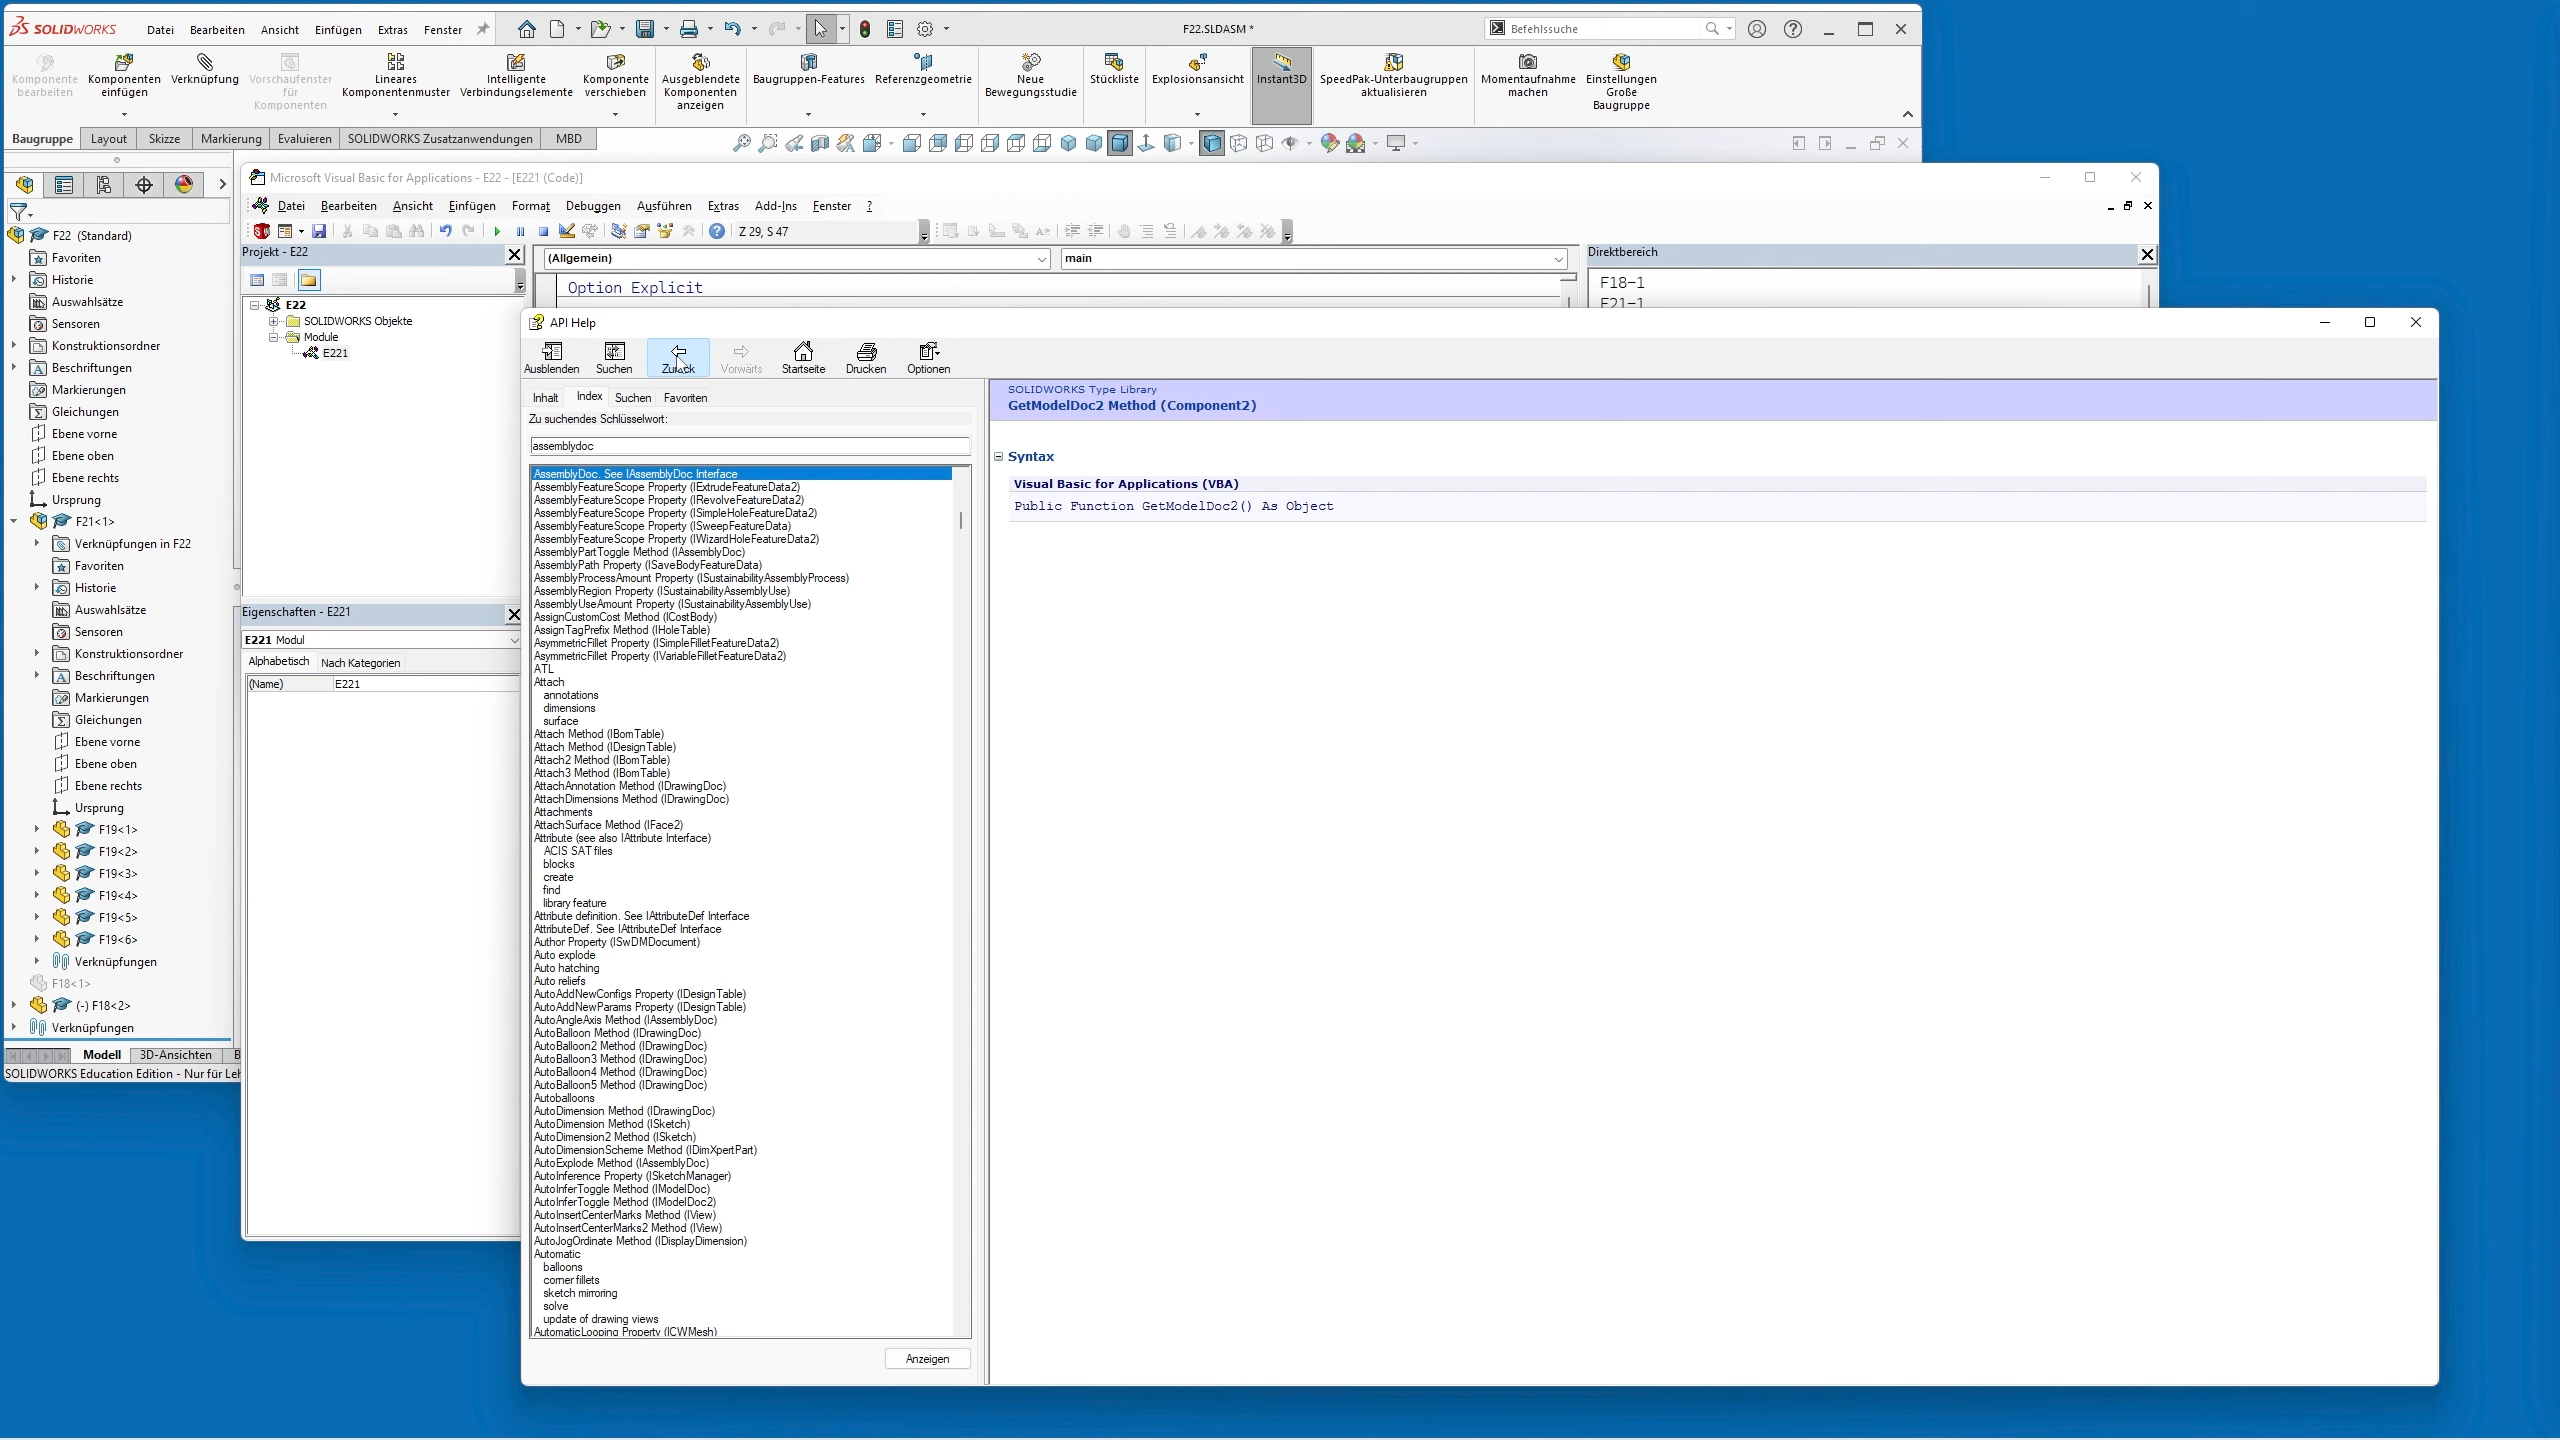 SOLIDWORKS
Datei Bearbeiten Ansicht Einfügen Extras Fenster
F22.SLDASM *
Befehlssuche
Komponente bearbeiten
Komponenten einfügen
Verknüpfung
Vorschaufenster für Komponenten
Lineares Komponentenmuster
Intelligente Verbindungselemente
Komponente verschieben
Ausgeblendete Komponenten anzeigen
Baugruppen-Features
Referenzgeometrie
Neue Bewegungsstudie
Stückliste
Explosionsansicht
Instant3D
SpeedPak-Unterbaugruppen aktualisieren
Momentaufnahme machen
Einstellungen Große Baugruppe
Baugruppe Layout Skizze Markierung Evaluieren SOLIDWORKS Zusatzanwendungen MBD
F22 (Standard)
Favoriten
Historie
Auswahlsätze
Sensoren
Konstruktionsordner
Beschriftungen
Markierungen
Gleichungen
Ebene vorne
Ebene oben
Ebene rechts
Ursprung
F21<1>
Verknüpfungen in F22
Favoriten
Historie
Auswahlsätze
Sensoren
Konstruktionsordner
Beschriftungen
Markierungen
Gleichungen
Ebene vorne
Ebene oben
Ebene rechts
Ursprung
F19<1>
F19<2>
F19<3>
F19<4>
F19<5>
F19<6>
Verknüpfungen
F18<1>
(-) F18<2>
Verknüpfungen
Modell 3D-Ansichten B
SOLIDWORKS Education Edition - Nur für Leh
Microsoft Visual Basic for Applications - E22 - [E221 (Code)]
Datei Bearbeiten Ansicht Einfügen Format Debuggen Ausführen Extras Add-Ins Fenster ?
Z 29, S 47
Projekt - E22
E22
SOLIDWORKS Objekte
Module
E221
Eigenschaften - E221
E221 Modul
Alphabetisch Nach Kategorien
(Name) E221
(Allgemein) main
Option Explicit
Direktbereich
F18-1
F21-1
API Help
Ausblenden Suchen Zurück Vorwärts Startseite Drucken Optionen
Inhalt Index Suchen Favoriten
Zu suchendes Schlüsselwort:
assemblydoc
AssemblyDoc. See IAssemblyDoc Interface
AssemblyFeatureScope Property (IExtrudeFeatureData2)
AssemblyFeatureScope Property (IRevolveFeatureData2)
AssemblyFeatureScope Property (ISimpleHoleFeatureData2)
AssemblyFeatureScope Property (ISweepFeatureData)
AssemblyFeatureScope Property (IWizardHoleFeatureData2)
AssemblyPartToggle Method (IAssemblyDoc)
AssemblyPath Property (ISaveBodyFeatureData)
AssemblyProcessAmount Property (ISustainabilityAssemblyProcess)
AssemblyRegion Property (ISustainabilityAssemblyUse)
AssemblyUseAmount Property (ISustainabilityAssemblyUse)
AssignCustomCost Method (ICostBody)
AssignTagPrefix Method (IHoleTable)
AsymmetricFillet Property (ISimpleFilletFeatureData2)
AsymmetricFillet Property (IVariableFilletFeatureData2)
ATL
Attach
annotations
dimensions
surface
Attach Method (IBomTable)
Attach Method (IDesignTable)
Attach2 Method (IBomTable)
Attach3 Method (IBomTable)
AttachAnnotation Method (IDrawingDoc)
AttachDimensions Method (IDrawingDoc)
Attachments
AttachSurface Method (IFace2)
Attribute (see also IAttribute Interface)
ACIS SAT files
blocks
create
find
library feature
Attribute definition. See IAttributeDef Interface
AttributeDef. See IAttributeDef Interface
Author Property (ISwDMDocument)
Auto explode
Auto hatching
Auto reliefs
AutoAddNewConfigs Property (IDesignTable)
AutoAddNewParams Property (IDesignTable)
AutoAngleAxis Method (IAssemblyDoc)
AutoBalloon Method (IDrawingDoc)
AutoBalloon2 Method (IDrawingDoc)
AutoBalloon3 Method (IDrawingDoc)
AutoBalloon4 Method (IDrawingDoc)
AutoBalloon5 Method (IDrawingDoc)
Autoballoons
AutoDimension Method (IDrawingDoc)
AutoDimension Method (ISketch)
AutoDimension2 Method (ISketch)
AutoDimensionScheme Method (IDimXpertPart)
AutoExplode Method (IAssemblyDoc)
AutoInference Property (ISketchManager)
AutoInferToggle Method (IModelDoc)
AutoInferToggle Method (IModelDoc2)
AutoInsertCenterMarks Method (IView)
AutoInsertCenterMarks2 Method (IView)
AutoJogOrdinate Method (IDisplayDimension)
Automatic
balloons
corner fillets
sketch mirroring
solve
update of drawing views
AutomaticLooping Property (ICWMesh)
Anzeigen
SOLIDWORKS Type Library
GetModelDoc2 Method (Component2)
Syntax
Visual Basic for Applications (VBA)
Public Function GetModelDoc2() As Object